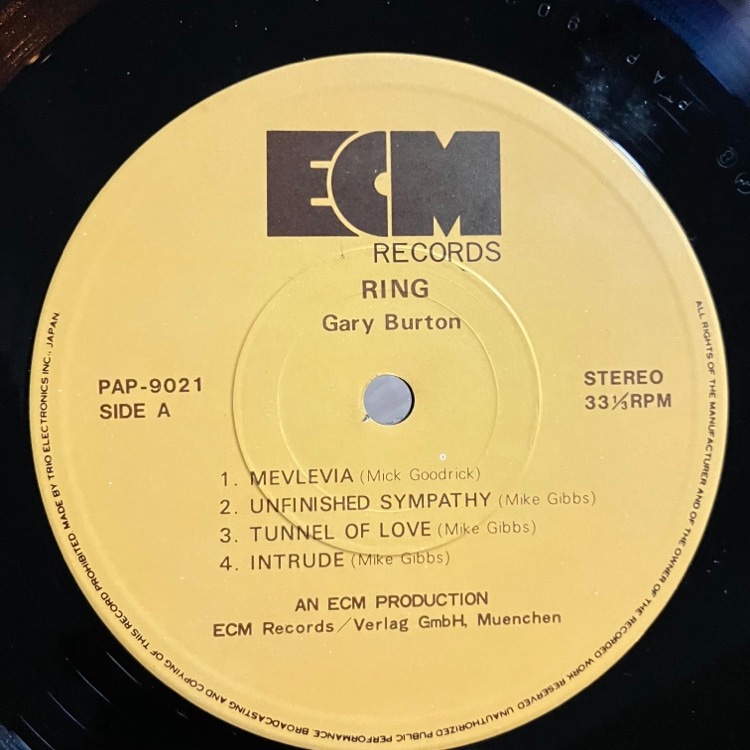 ECM
RECORDS
RING
Gary Burton
PAP-9021
SIDE A
STEREO
33⅓RPM
1. MEVLEVIA (Mick Goodrick)
2. UNFINISHED SYMPATHY (Mike Gibbs)
3. TUNNEL OF LOVE (Mike Gibbs)
4. INTRUDE (Mike Gibbs)
AN ECM PRODUCTION
ECM Records/Verlag GmbH, Muenchen
ALL RIGHTS OF THE MANUFACTURER AND OF THE OWNER OF THE RECORDED WORK RESERVED. UNAUTHORIZED PUBLIC PERFORMANCE BROADCASTING AND COPYING OF THIS RECORD PROHIBITED MADE BY TRIO ELECTRONICS INC., JAPAN